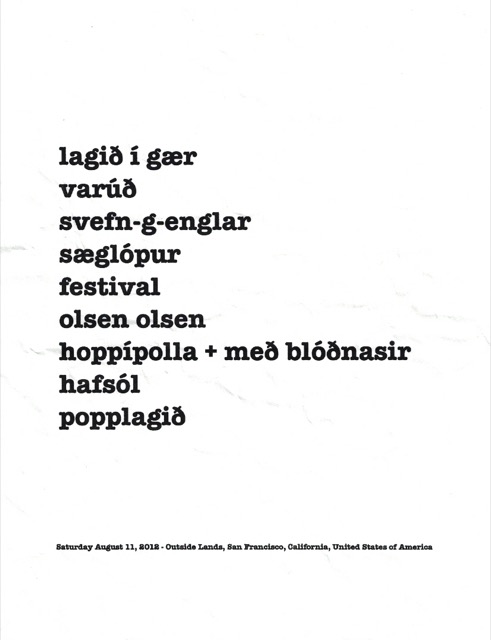 lagið í gær
varúð
svefn-g-englar
sæglópur
festival
olsen olsen
hoppípolla + með blóðnasir
hafsól
popplagið
Saturday August 11, 2012 - Outside Lands, San Francisco, California, United States of America